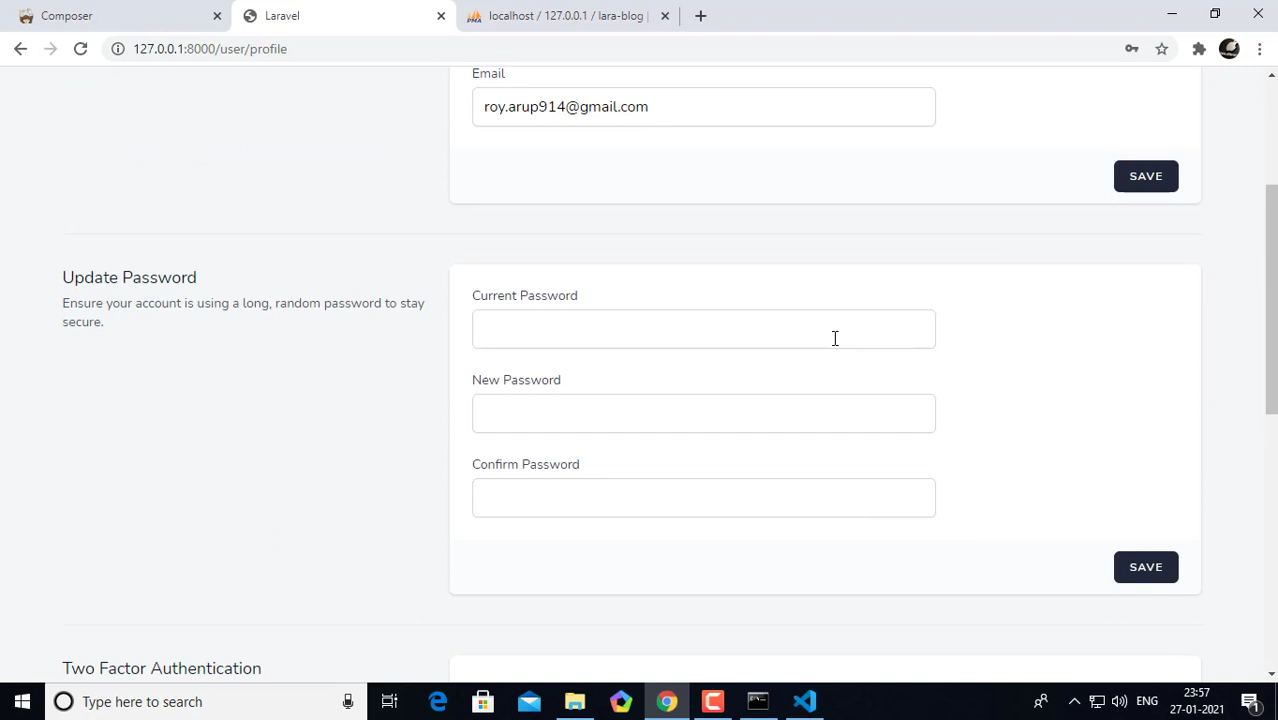 Composer
Laravel
localhost / 127.0.0.1 / lara-blog
127.0.0.1:8000/user/profile
Email
roy.arup914@gmail.com
SAVE
Update Password
Ensure your account is using a long, random password to stay
secure.
Current Password
New Password
Confirm Password
SAVE
Two Factor Authentication
Type here to search
ENG
23:57
27-01-2021
1